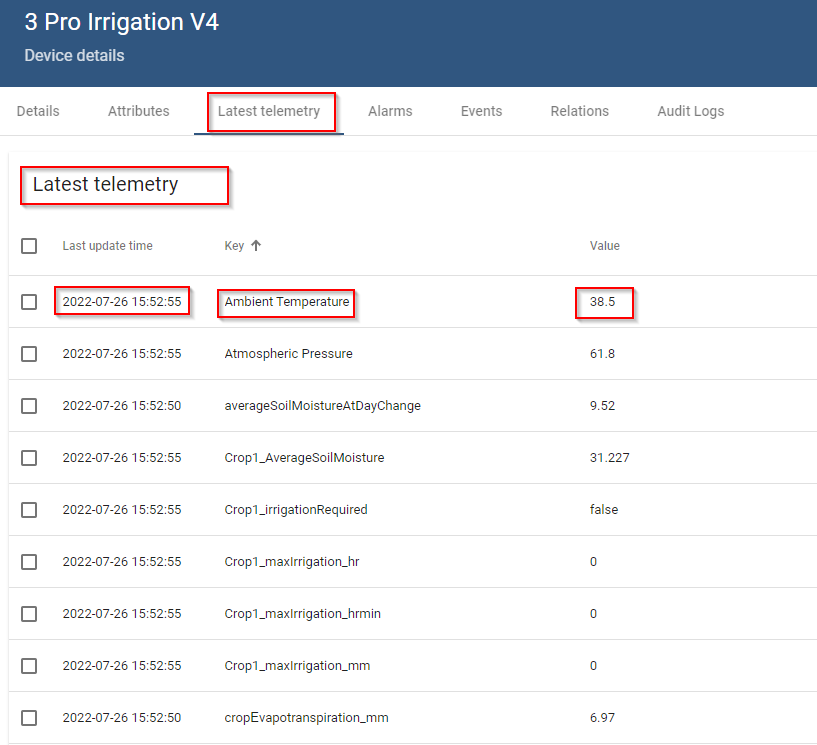 3 Pro Irrigation V4
Device details
Details Attributes Latest telemetry Alarms Events Relations Audit Logs
Latest telemetry
Last update time Key ↑ Value
2022-07-26 15:52:55 Ambient Temperature 38.5
2022-07-26 15:52:55 Atmospheric Pressure 61.8
2022-07-26 15:52:50 averageSoilMoistureAtDayChange 9.52
2022-07-26 15:52:55 Crop1_AverageSoilMoisture 31.227
2022-07-26 15:52:55 Crop1_irrigationRequired false
2022-07-26 15:52:55 Crop1_maxIrrigation_hr 0
2022-07-26 15:52:55 Crop1_maxIrrigation_hrmin 0
2022-07-26 15:52:55 Crop1_maxIrrigation_mm 0
2022-07-26 15:52:50 cropEvapotranspiration_mm 6.97